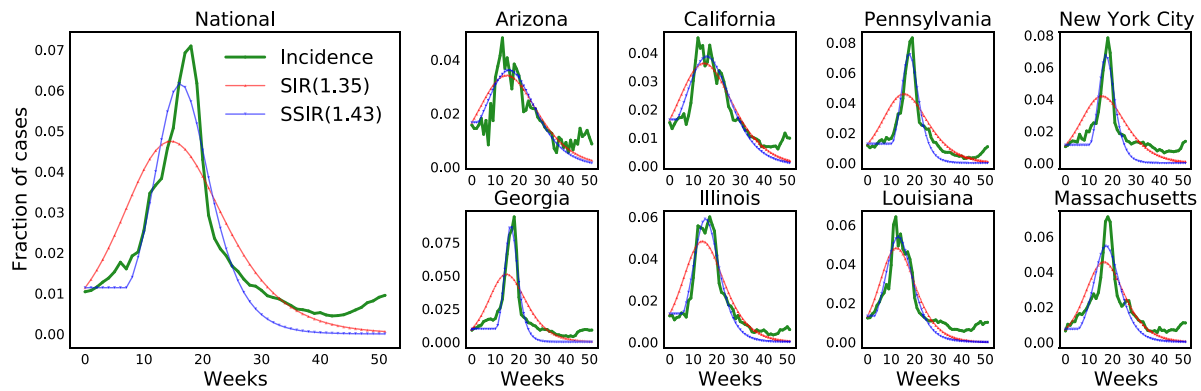 National
Fraction of cases
0.07
0.06
0.05
0.04
0.03
0.02
0.01
0.00
Incidence
SIR(1.35)
SSIR(1.43)
0 10 20 30 40 50
Weeks
Arizona
0.04
0.02
0.00
0 10 20 30 40 50
California
0.04
0.03
0.02
0.01
0.00
0 10 20 30 40 50
Pennsylvania
0.08
0.06
0.04
0.02
0.00
0 10 20 30 40 50
New York City
0.08
0.06
0.04
0.02
0.00
0 10 20 30 40 50
Georgia
0.075
0.050
0.025
0.000
0 10 20 30 40 50
Weeks
Illinois
0.06
0.04
0.02
0.00
0 10 20 30 40 50
Weeks
Louisiana
0.06
0.04
0.02
0.00
0 10 20 30 40 50
Weeks
Massachusetts
0.06
0.04
0.02
0.00
0 10 20 30 40 50
Weeks